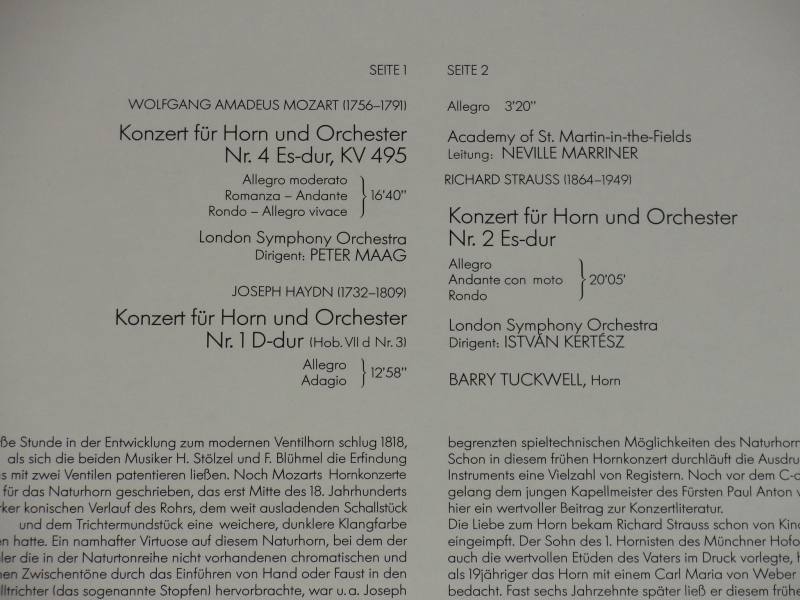 SEITE 1
WOLFGANG AMADEUS MOZART (1756–1791)
Konzert für Horn und Orchester
Nr. 4 Es-dur, KV 495
Allegro moderato
Romanza – Andante
Rondo – Allegro vivace
16'40"
London Symphony Orchestra
Dirigent: PETER MAAG
JOSEPH HAYDN (1732–1809)
Konzert für Horn und Orchester
Nr. 1 D-dur (Hob. VII d Nr. 3)
Allegro
Adagio
12'58"
SEITE 2
Allegro 3'20"
Academy of St. Martin-in-the-Fields
Leitung: NEVILLE MARRINER
RICHARD STRAUSS (1864–1949)
Konzert für Horn und Orchester
Nr. 2 Es-dur
Allegro
Andante con moto
Rondo
20'05'
London Symphony Orchestra
Dirigent: ISTVÁN KERTÉSZ
BARRY TUCKWELL, Horn
ße Stunde in der Entwicklung zum modernen Ventilhorn schlug 1818,
als sich die beiden Musiker H. Stölzel und F. Blühmel die Erfindung
s mit zwei Ventilen patentieren ließen. Noch Mozarts Hornkonzerte
für das Naturhorn geschrieben, das erst Mitte des 18. Jahrhunderts
rker konischen Verlauf des Rohrs, dem weit ausladenden Schallstück
und dem Trichtermundstück eine weichere, dunklere Klangfarbe
en hatte. Ein namhafter Virtuose auf diesem Naturhorn, bei dem der
ler die in der Naturtonreihe nicht vorhandenen chromatischen und
hen Zwischentöne durch das Einführen von Hand oder Faust in den
lltrichter (das sogenannte Stopfen) hervorbrachte, war u. a. Joseph
begrenzten spieltechnischen Möglichkeiten des Naturhorn
Schon in diesem frühen Hornkonzert durchläuft die Ausdru
Instruments eine Vielzahl von Registern. Noch vor dem C-d
gelang dem jungen Kapellmeister des Fürsten Paul Anton v
hier ein wertvoller Beitrag zur Konzertliteratur.
Die Liebe zum Horn bekam Richard Strauss schon von Kind
eingeimpft. Der Sohn des 1. Hornisten des Münchner Hofo
auch die wertvollen Etüden des Vaters im Druck vorlegte, h
als 19jähriger das Horn mit einem Carl Maria von Weber
bedacht. Fast sechs Jahrzehnte später ließ er diesem frühe